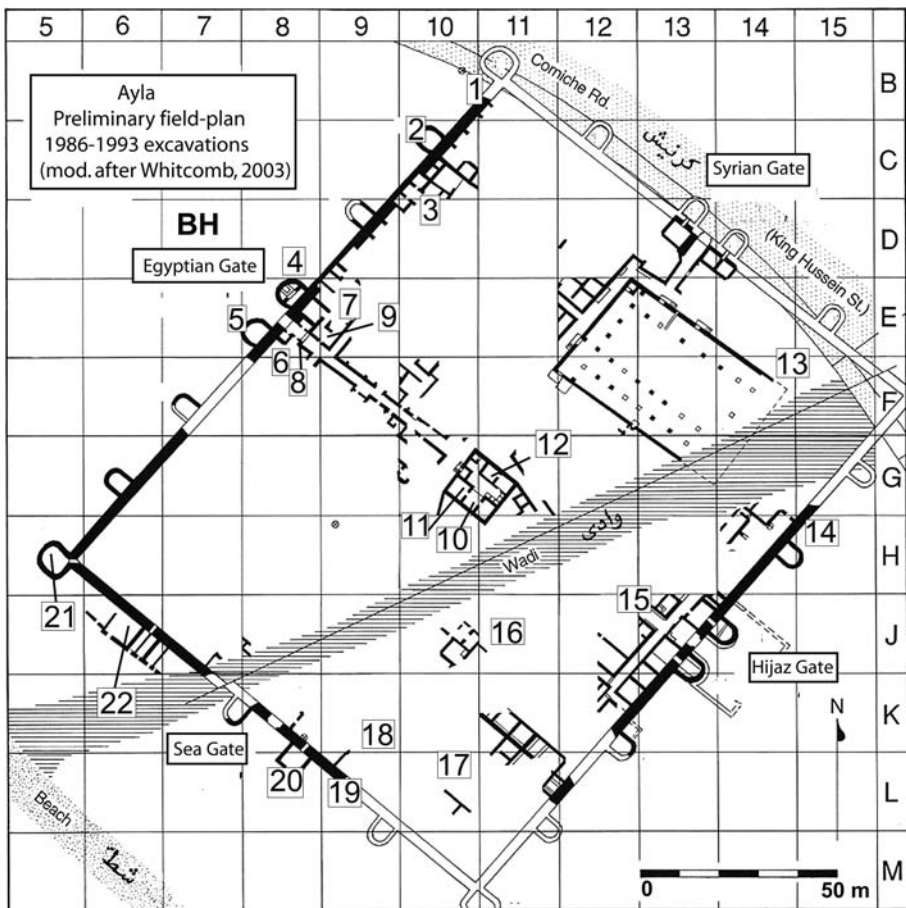 5 6 7 8 9 10 11 12 13 14 15
B
C
D
E
F
G
H
J
K
L
M
Ayla
Preliminary field-plan
1986-1993 excavations
(mod. after Whitcomb, 2003)
BH
Egyptian Gate
Syrian Gate
Hijaz Gate
Sea Gate
Corniche Rd.
كرنيش
(King Hussein St.)
Wadi
وادي
Beach
شط
1
2
3
4
5
6
7
8
9
10
11
12
13
14
15
16
17
18
19
20
21
22
N
0 50 m